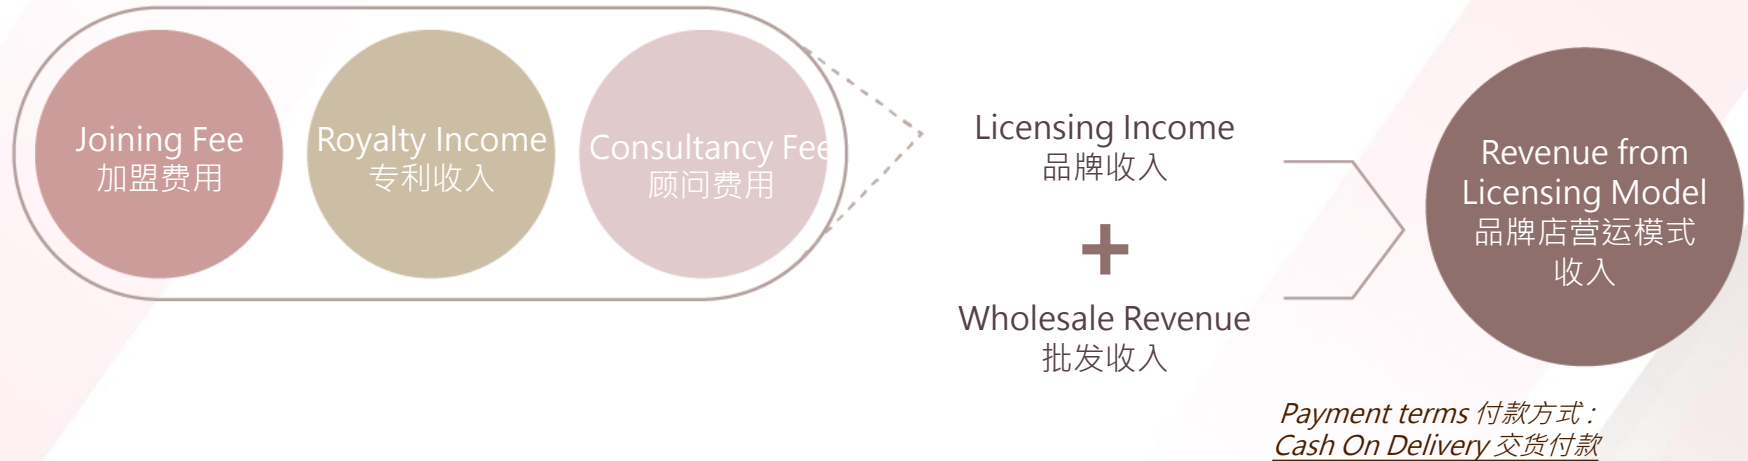 Joining Fee
加盟费用
Royalty Income
专利收入
Consultancy Fee
顾问费用
Licensing Income
品牌收入
+
Wholesale Revenue
批发收入
Revenue from
Licensing Model
品牌店营运模式
收入
Payment terms 付款方式 :
Cash On Delivery 交货付款